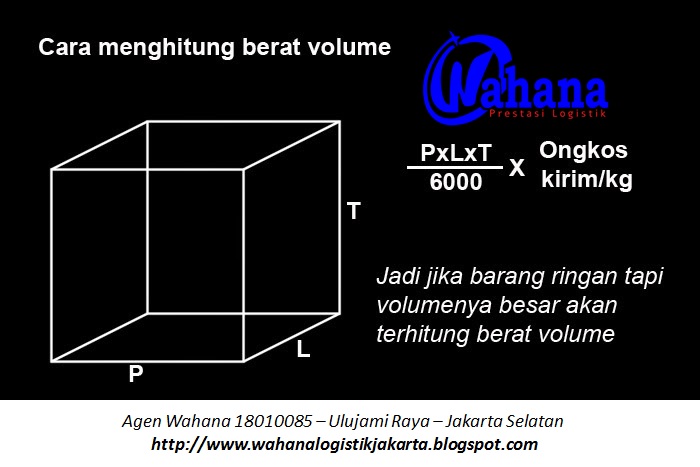 Cara menghitung berat volume
Wahana
Prestasi Logistik
PxLxT
6000
X
Ongkos
kirim/kg
T
Jadi jika barang ringan tapi
volumenya besar akan
terhitung berat volume
L
P
Agen Wahana 18010085 – Ulujami Raya – Jakarta Selatan
http://www.wahanalogistikjakarta.blogspot.com